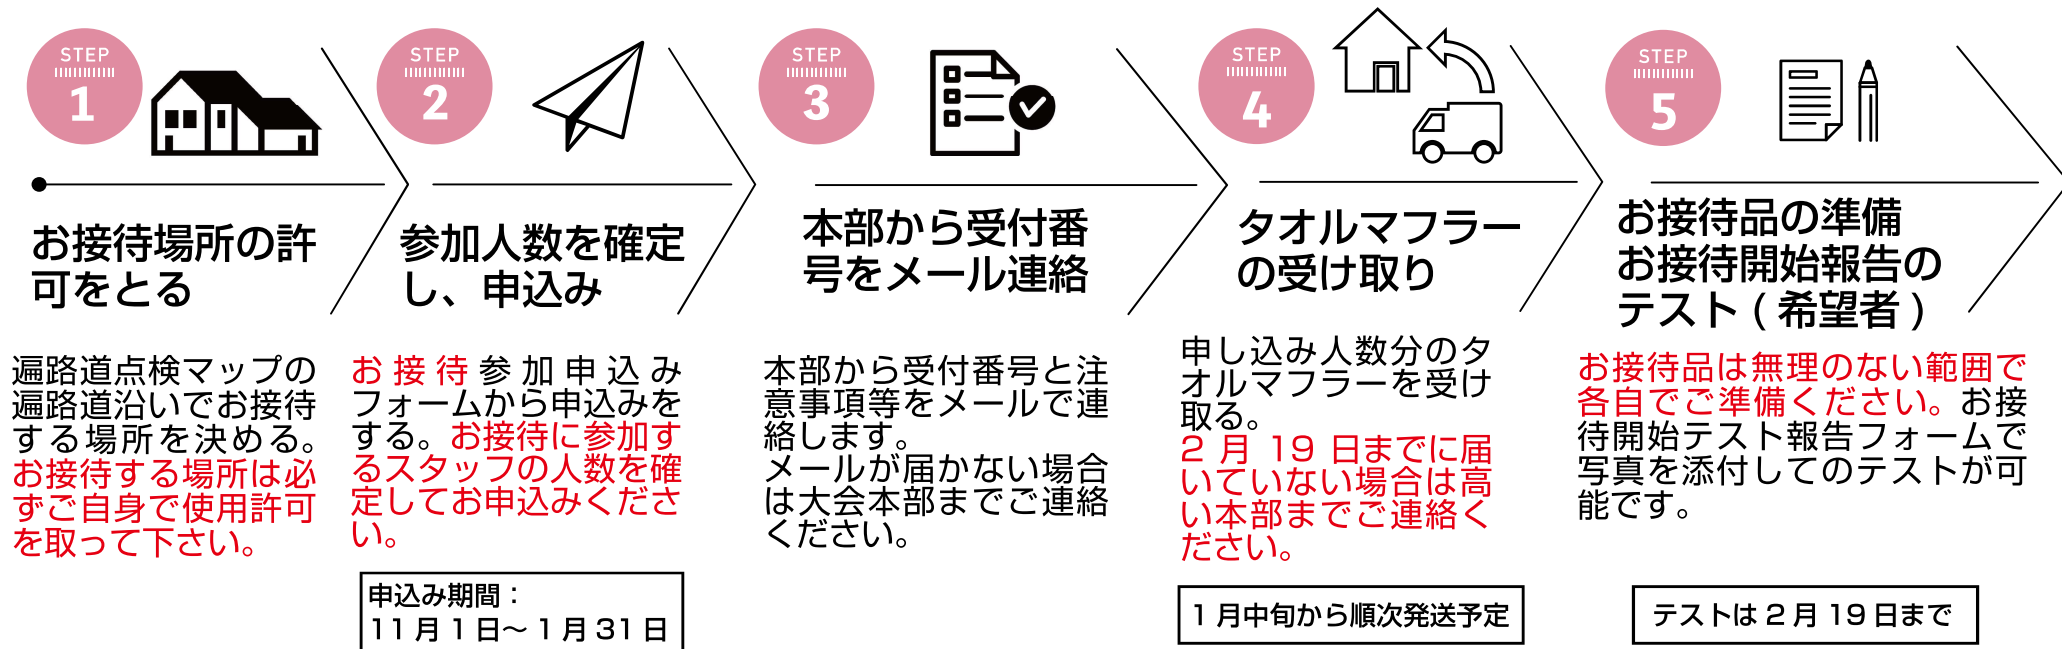 STEP
1
お接待場所の許
可をとる
遍路道点検マップの
遍路道沿いでお接待
する場所を決める。
お接待する場所は必
ずご自身で使用許可
を取って下さい。
STEP
2
参加人数を確定
し、申込み
お接待参加申込み
フォームから申込みを
する。お接待に参加す
るスタッフの人数を確
定してお申込みくださ
い。
申込み期間：
11月1日～1月31日
STEP
3
本部から受付番
号をメール連絡
本部から受付番号と注
意事項等をメールで連
絡します。
メールが届かない場合
は大会本部までご連絡
ください。
STEP
4
タオルマフラー
の受け取り
申し込み人数分のタ
オルマフラーを受け
取る。
2月19日までに届
いていない場合は高
い本部までご連絡く
ださい。
1月中旬から順次発送予定
STEP
5
お接待品の準備
お接待開始報告の
テスト(希望者)
お接待品は無理のない範囲で
各自でご準備ください。お接
待開始テスト報告フォームで
写真を添付してのテストが可
能です。
テストは2月19日まで